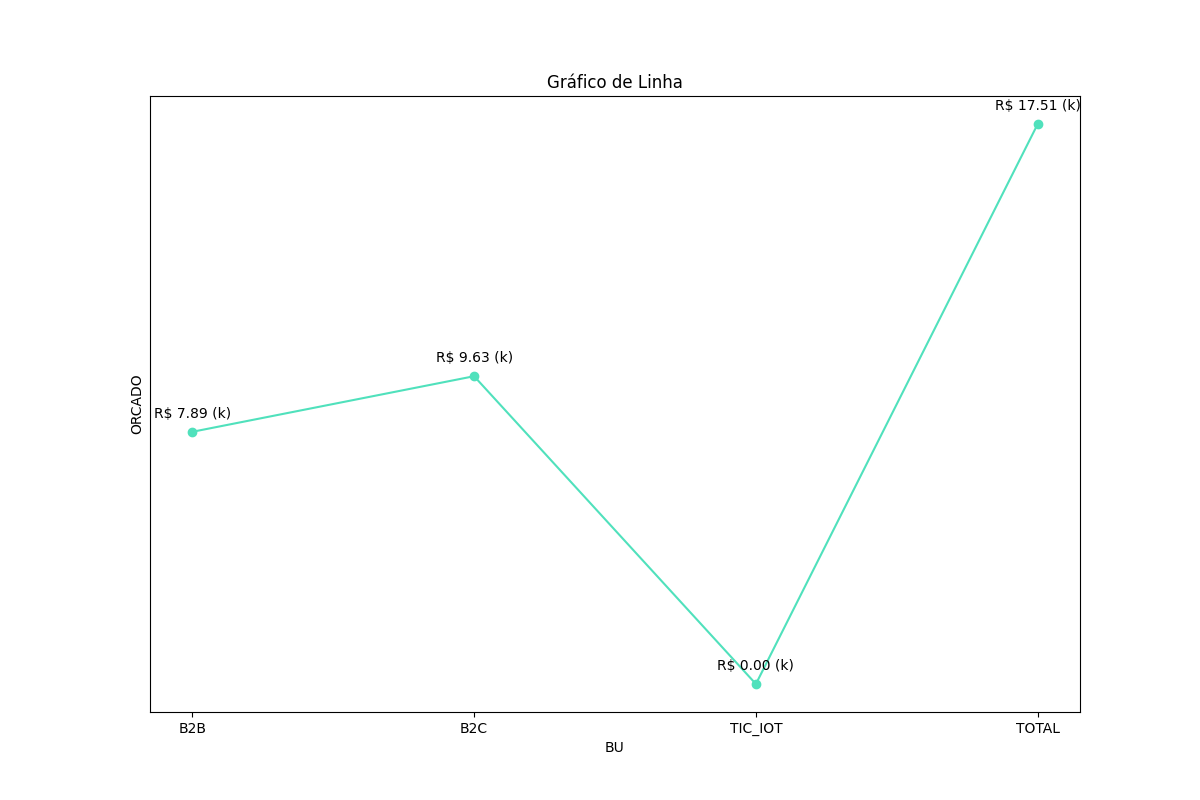 Gráfico de Linha
R$ 17.51 (k)
R$ 9.63 (k)
R$ 7.89 (k)
R$ 0.00 (k)
ORCADO
B2B B2C TIC_IOT TOTAL
BU